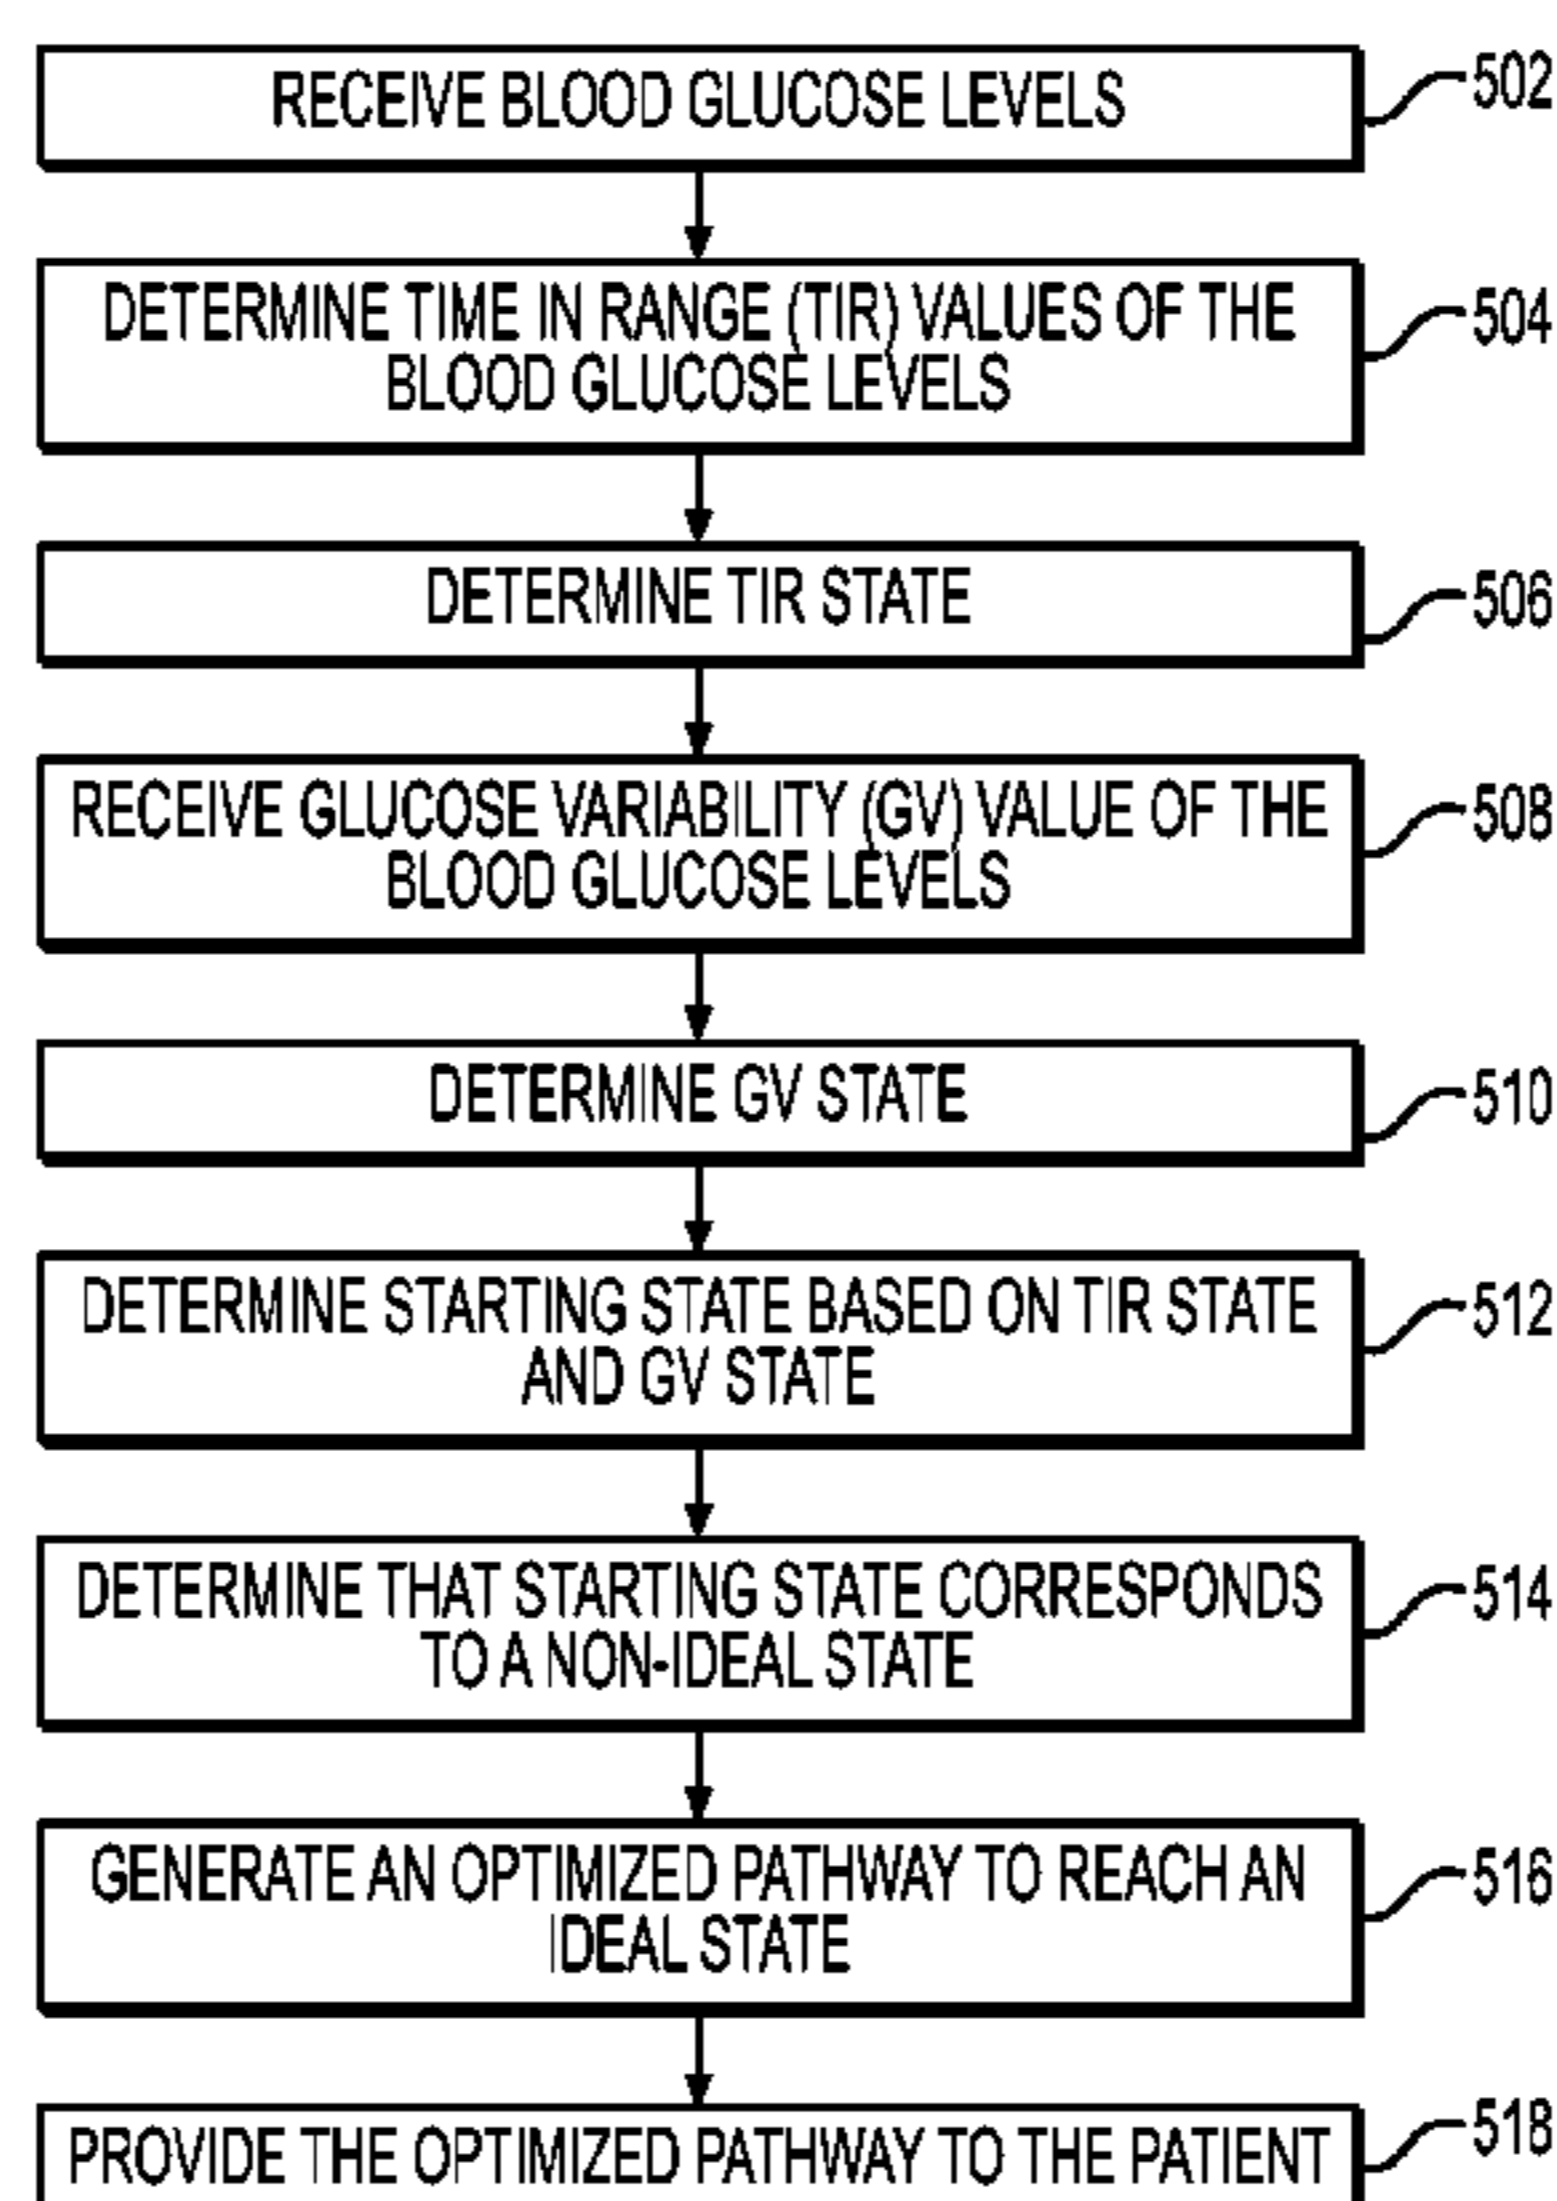 RECEIVE BLOOD GLUCOSE LEVELS
502
DETERMINE TIME IN RANGE (TIR) VALUES OF THE
BLOOD GLUCOSE LEVELS
504
DETERMINE TIR STATE
506
RECEIVE GLUCOSE VARIABILITY (GV) VALUE OF THE
BLOOD GLUCOSE LEVELS
508
DETERMINE GV STATE
510
DETERMINE STARTING STATE BASED ON TIR STATE
AND GV STATE
512
DETERMINE THAT STARTING STATE CORRESPONDS
TO A NON-IDEAL STATE
514
GENERATE AN OPTIMIZED PATHWAY TO REACH AN
IDEAL STATE
516
PROVIDE THE OPTIMIZED PATHWAY TO THE PATIENT
518